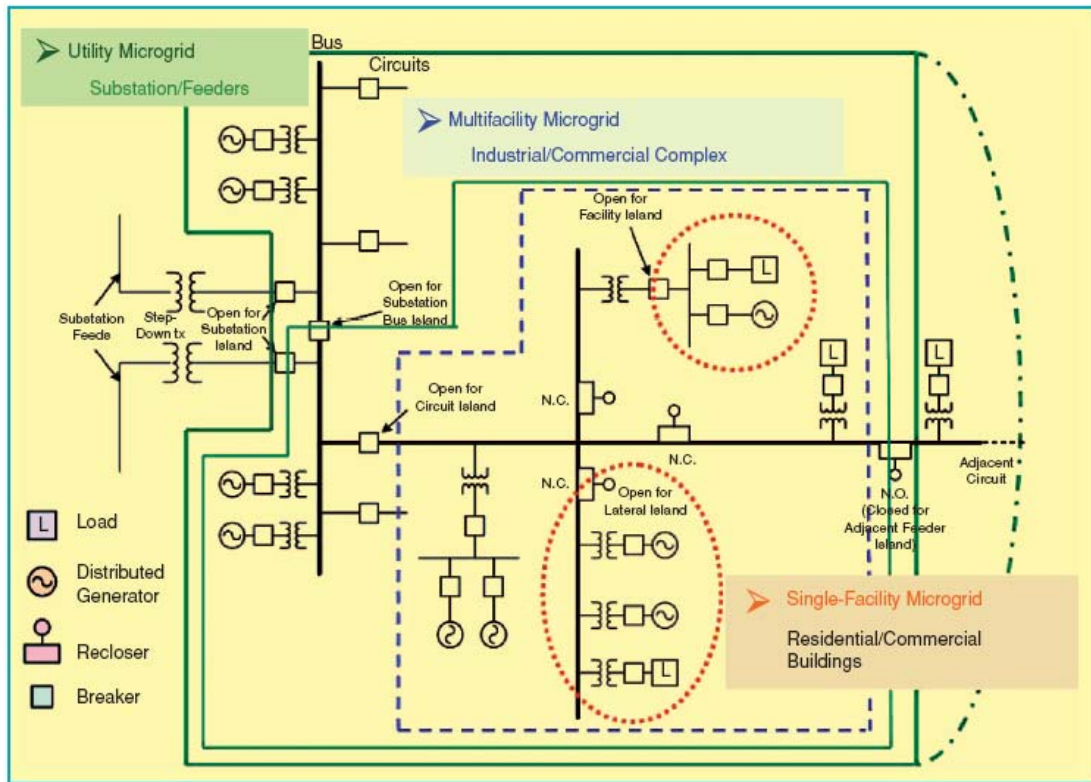 Utility Microgrid
Substation/Feeders
Bus
Circuits
Multifacility Microgrid
Industrial/Commercial Complex
Open for
Facility Island
L
Open for
Substation
Bus Island
Substation
Feeds
Step-
Down tx
Open for
Substation
Island
L
L
Open for
Circuit Island
N.C.
N.C.
N.C.
Open for
Lateral Island
Adjacent
Circuit
N.O.
(Closed for
Adjacent Feeder
Island)
L
L Load
Distributed
Generator
Recloser
Breaker
Single-Facility Microgrid
Residential/Commercial
Buildings